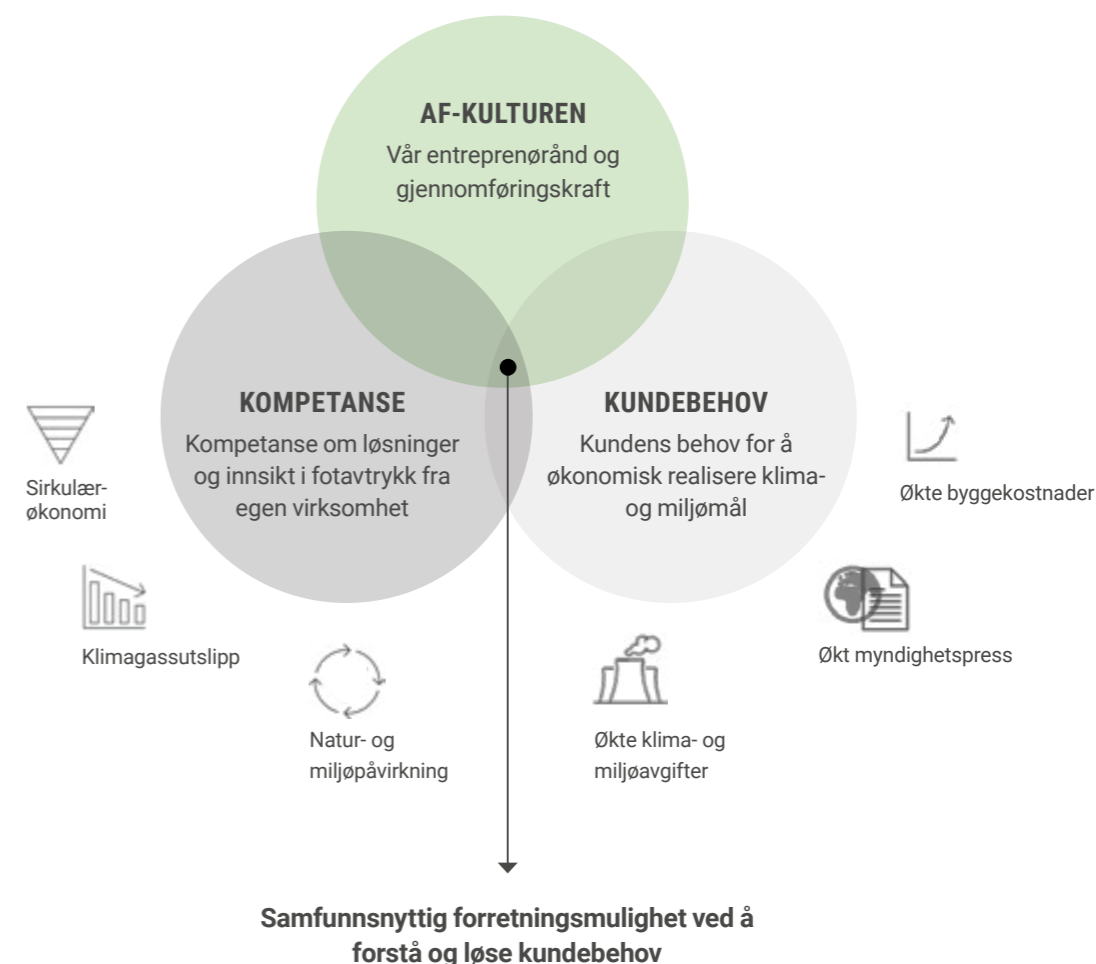 AF-KULTUREN
Vår entreprenørånd og
gjennomføringskraft
KOMPETANSE
Kompetanse om løsninger
og innsikt i fotavtrykk fra
egen virksomhet
KUNDEBEHOV
Kundens behov for å
økonomisk realisere klima-
og miljømål
Sirkulær-
økonomi
Klimagassutslipp
Natur- og
miljøpåvirkning
Økte klima- og
miljøavgifter
Økt myndighetspress
Økte byggekostnader
Samfunnsnyttig forretningsmulighet ved å
forstå og løse kundebehov